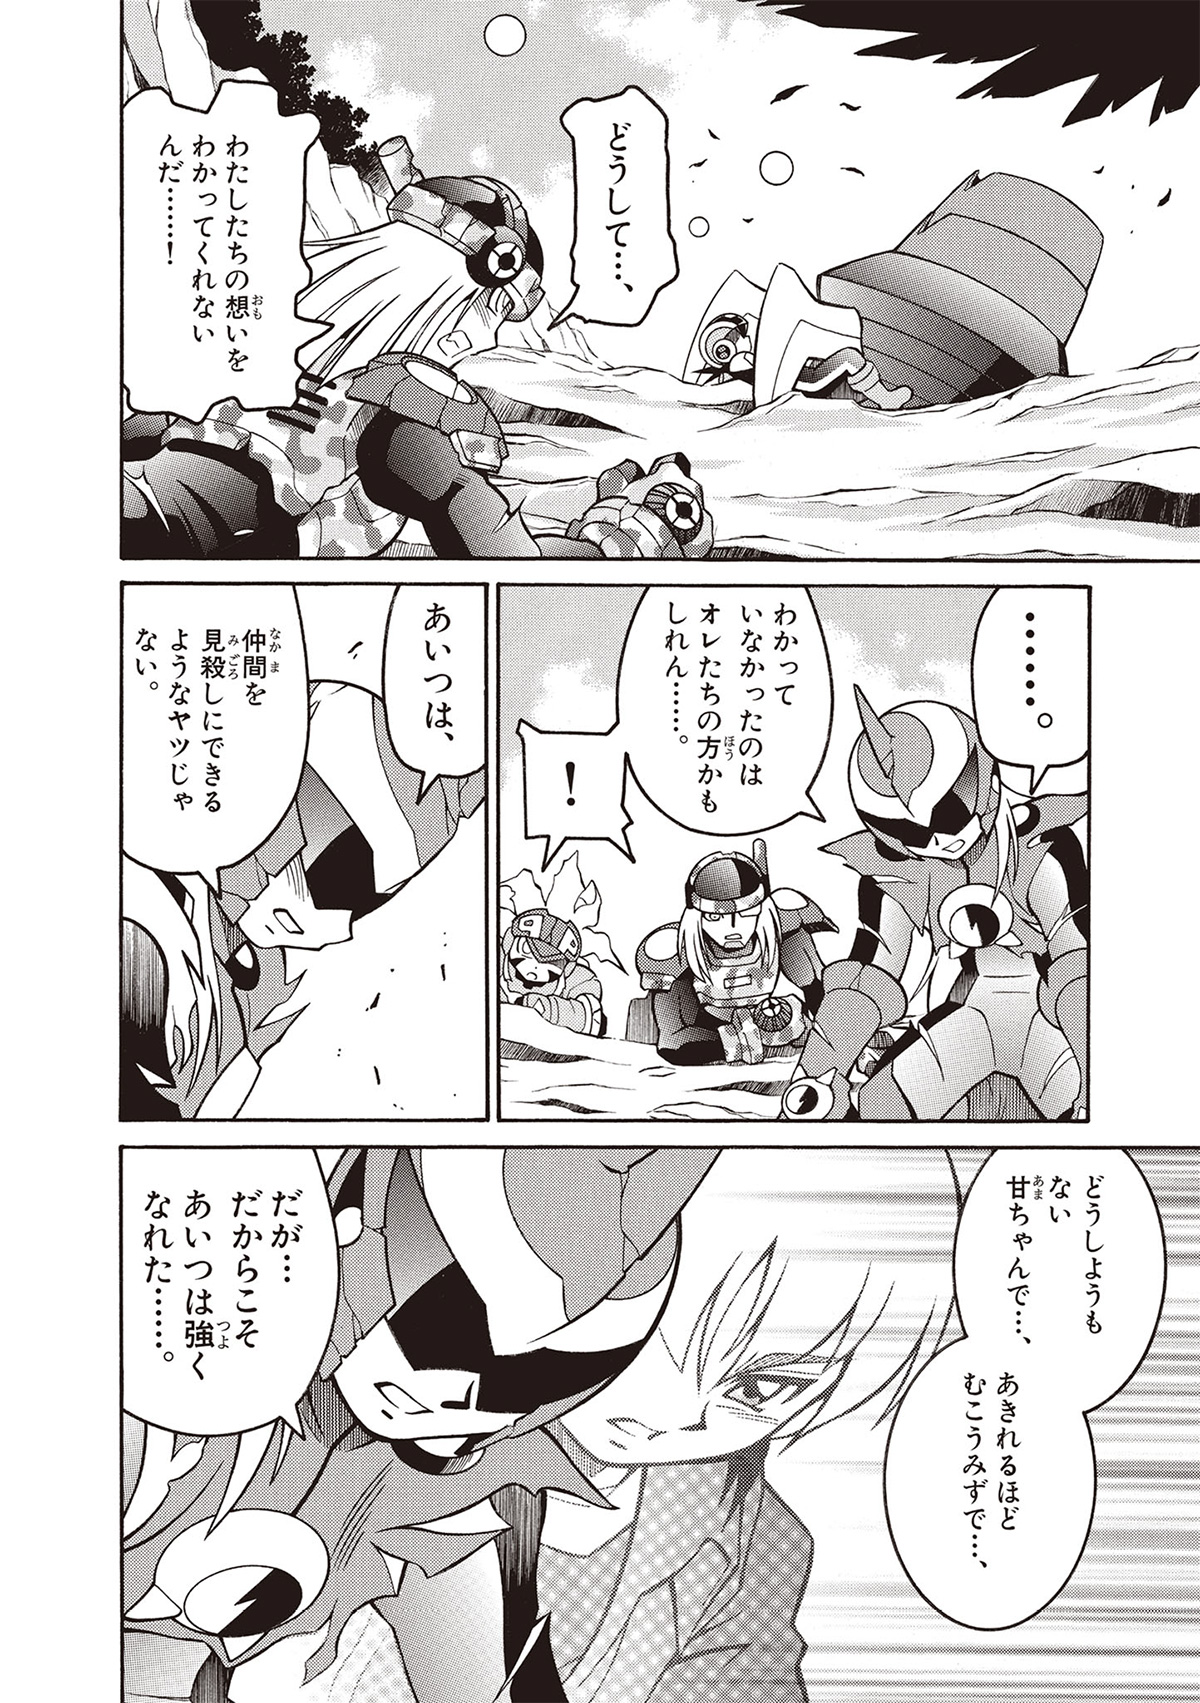 どうして…、
わたしたちの想いを
わかってくれない
んだ……！
……。
わかって
いなかったのは
オレたちの方かも
しれん……。
！
あいつは、
仲間を
見殺しにできる
ようなヤツじゃ
ない。
どうしようも
ない
甘ちゃんで…、
あきれるほど
むこうみずで…、
だが…
だからこそ
あいつは強く
なれた……。